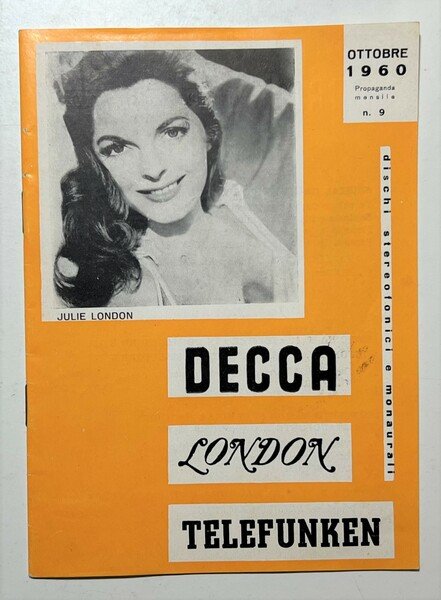 OTTOBRE
1960
Propaganda
mensile
n. 9
JULIE LONDON
dischi stereofonici e monaurali
DECCA
LONDON
TELEFUNKEN